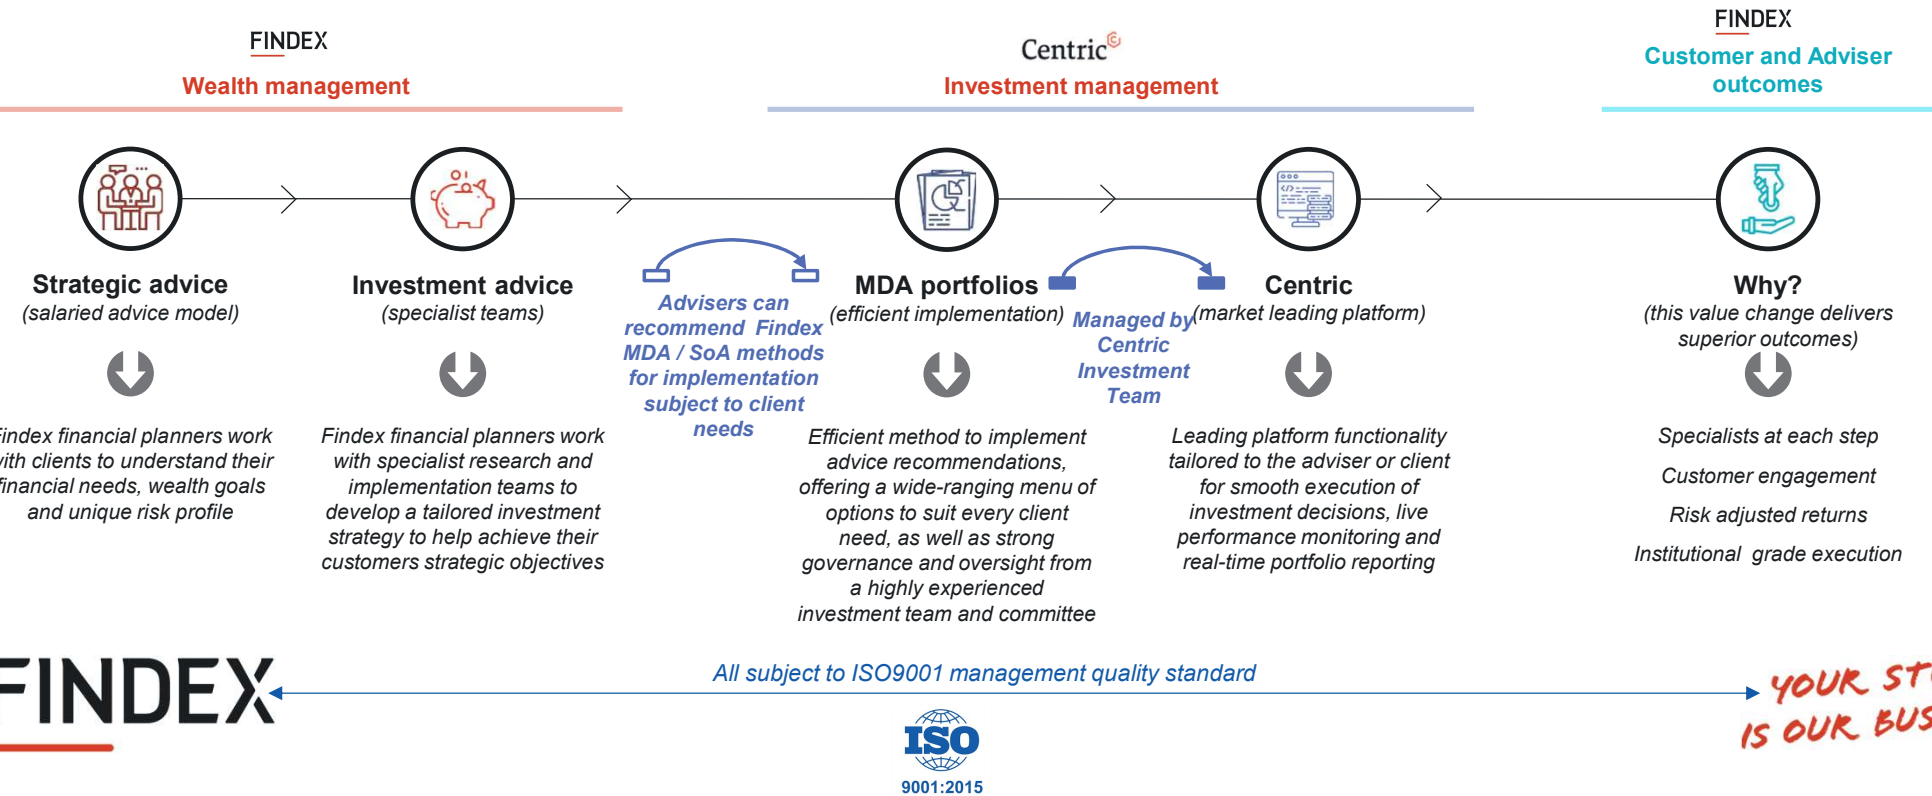 FINDEX
Wealth management
Centric
Investment management
FINDEX
Customer and Adviser
outcomes
Strategic advice
(salaried advice model)
Findex financial planners work
with clients to understand their
financial needs, wealth goals
and unique risk profile
Investment advice
(specialist teams)
Findex financial planners work
with specialist research and
implementation teams to
develop a tailored investment
strategy to help achieve their
customers strategic objectives
Advisers can
recommend Findex
MDA / SoA methods
for implementation
subject to client
needs
MDA portfolios
(efficient implementation)
Efficient method to implement
advice recommendations,
offering a wide-ranging menu of
options to suit every client
need, as well as strong
governance and oversight from
a highly experienced
investment team and committee
Managed by
Centric
Investment
Team
Centric
(market leading platform)
Leading platform functionality
tailored to the adviser or client
for smooth execution of
investment decisions, live
performance monitoring and
real-time portfolio reporting
Why?
(this value change delivers
superior outcomes)
Specialists at each step
Customer engagement
Risk adjusted returns
Institutional grade execution
FINDEX
All subject to ISO9001 management quality standard
ISO
9001:2015
YOUR
IS OUR